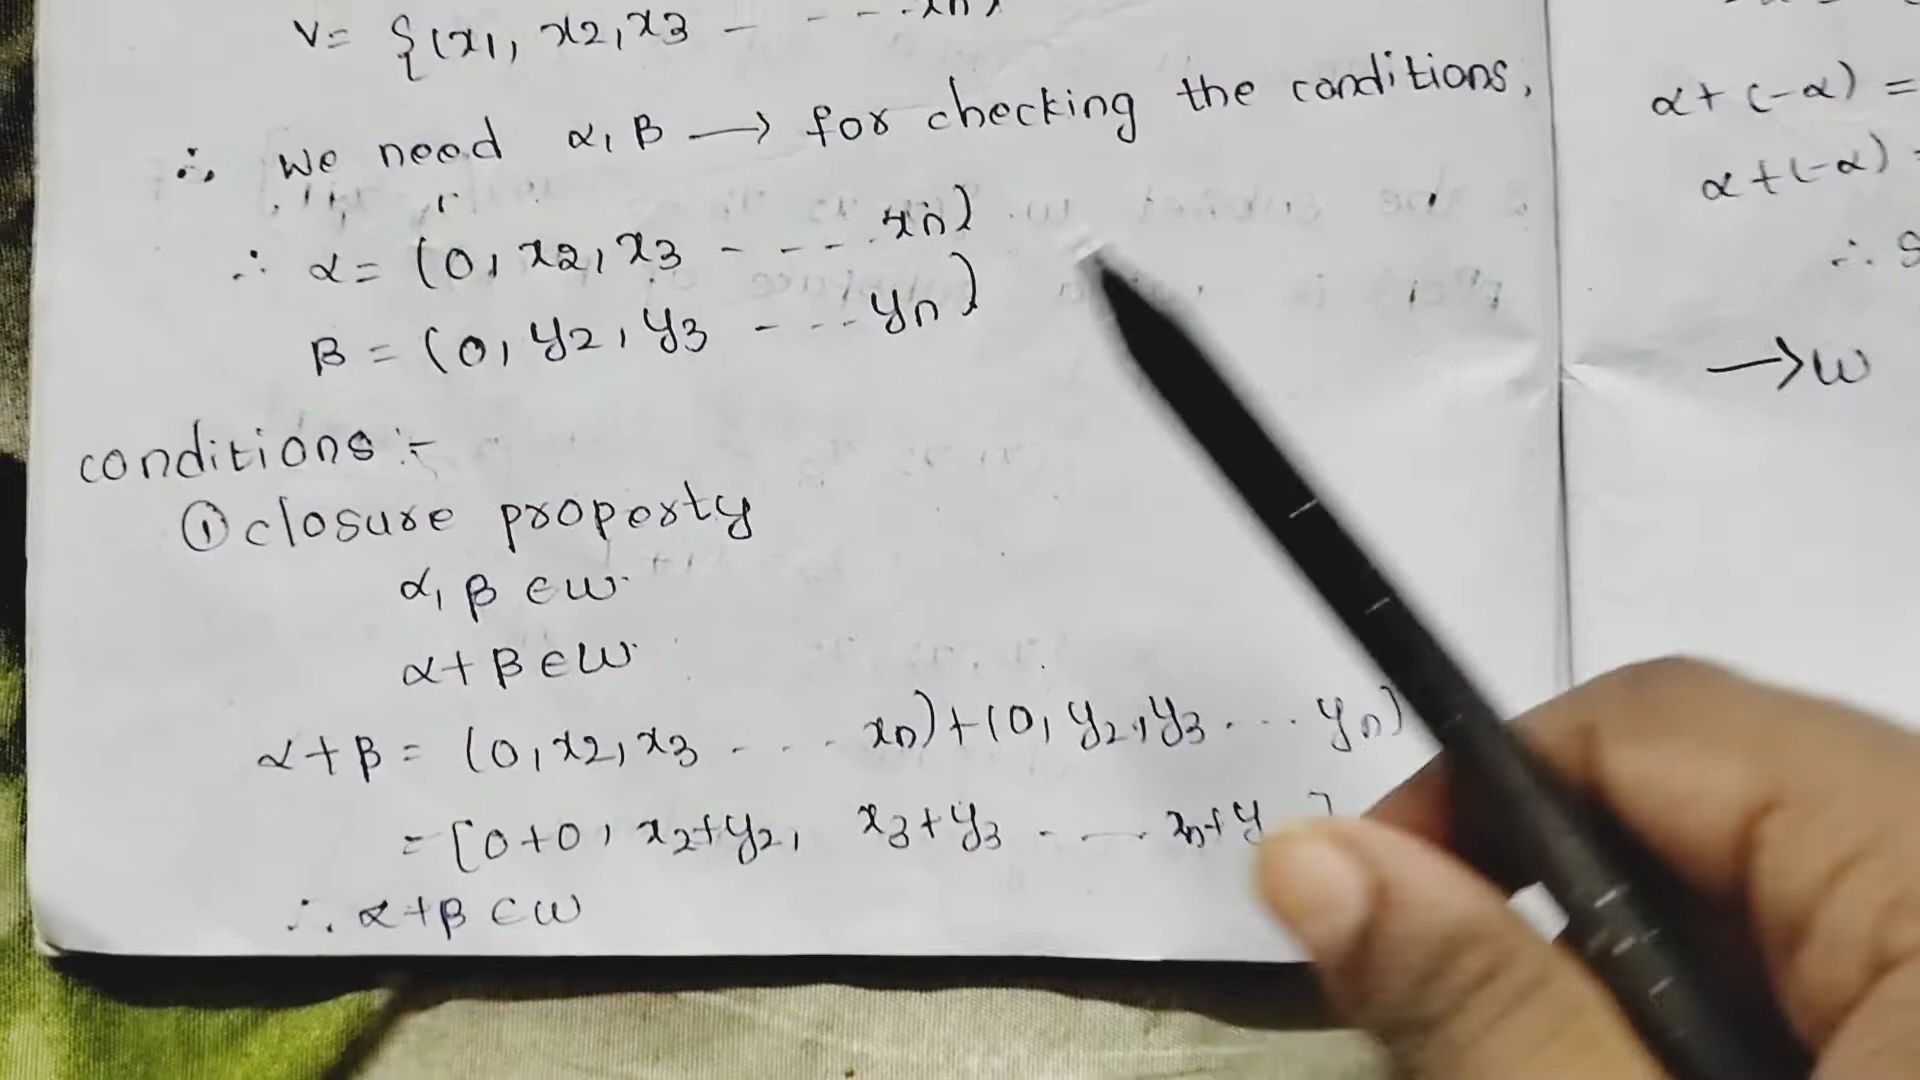 V= {(x1, x2, x3 - - - - xn)
∴ we need α, β → for checking the conditions,
∴ α= (0, x2, x3 - - - - xn)
β = (0, y2, y3 - - - yn)
conditions :-
① closure property
α, β ∈ w.
α+ β ∈ w.
α+β = (0, x2, x3 - - - - xn)+(0, y2, y3 - - - yn)
= [0+0, x2+y2, x3+y3 - - - - xn+y ]
∴ α+β ⊂ w
α+ (-α) =
α+(-α)
∴ S
→ w